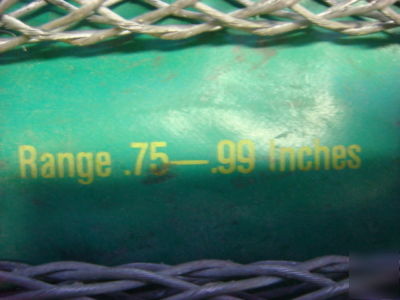 Range .75—.99 Inches